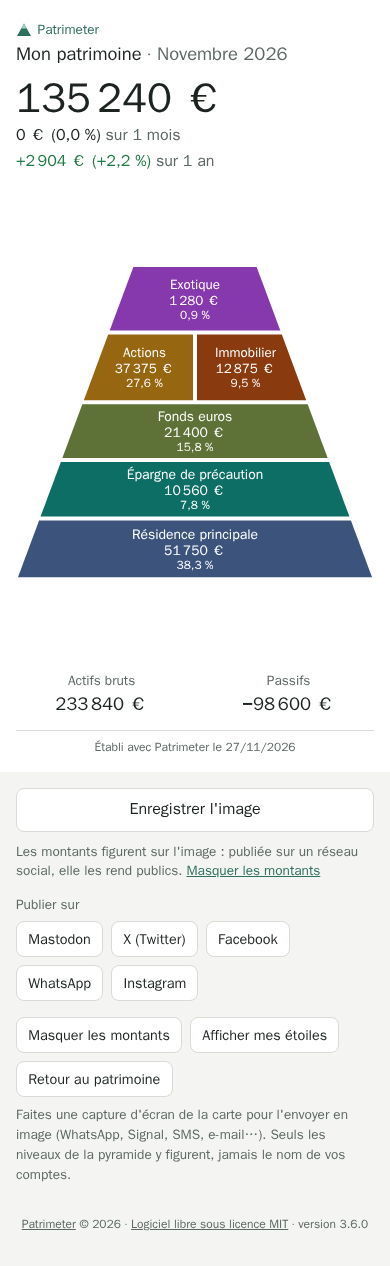 Patrimeter
Mon patrimoine · Novembre 2026
135 240 €
0 € (0,0 %) sur 1 mois
+2 904 € (+2,2 %) sur 1 an
Exotique
1 280 €
0,9 %
Actions
37 375 €
27,6 %
Immobilier
12 875 €
9,5 %
Fonds euros
21 400 €
15,8 %
Épargne de précaution
10 560 €
7,8 %
Résidence principale
51 750 €
38,3 %
Actifs bruts
233 840 €
Passifs
−98 600 €
Établi avec Patrimeter le 27/11/2026
Enregistrer l'image
Les montants figurent sur l'image : publiée sur un réseau
social, elle les rend publics. Masquer les montants
Publier sur
Mastodon
X (Twitter)
Facebook
WhatsApp
Instagram
Masquer les montants
Afficher mes étoiles
Retour au patrimoine
Faites une capture d'écran de la carte pour l'envoyer en
image (WhatsApp, Signal, SMS, e-mail…). Seuls les
niveaux de la pyramide y figurent, jamais le nom de vos
comptes.
Patrimeter © 2026 · Logiciel libre sous licence MIT · version 3.6.0